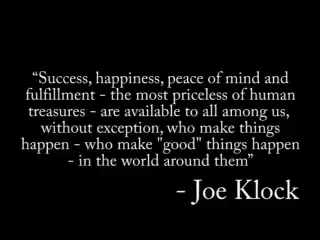 “Success, happiness, peace of mind and
fulfillment - the most priceless of human
treasures - are available to all among us,
without exception, who make things
happen - who make "good" things happen
- in the world around them”
- Joe Klock